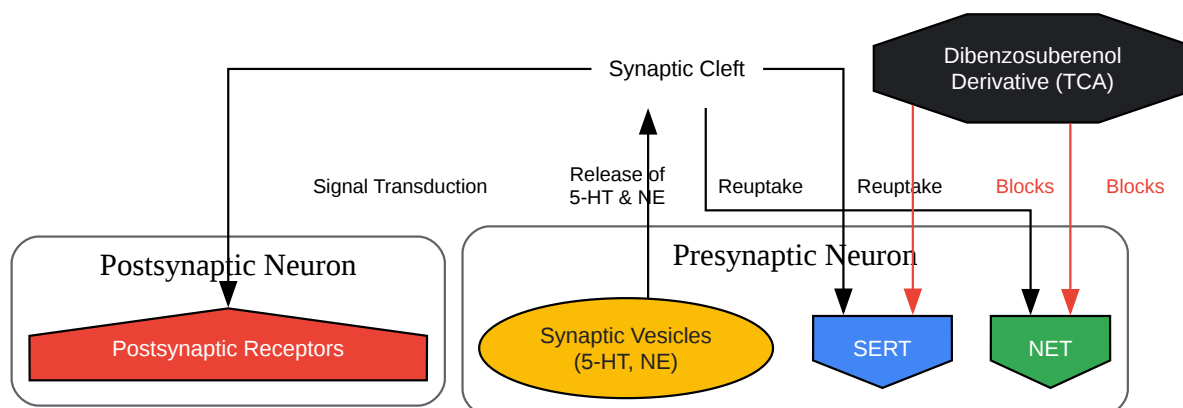 Dibenzosuberenol
Derivative (TCA)
Synaptic Cleft
Signal Transduction
Release of
5-HT & NE
Reuptake
Reuptake
Blocks
Blocks
Postsynaptic Neuron
Presynaptic Neuron
Postsynaptic Receptors
Synaptic Vesicles
(5-HT, NE)
SERT
NET